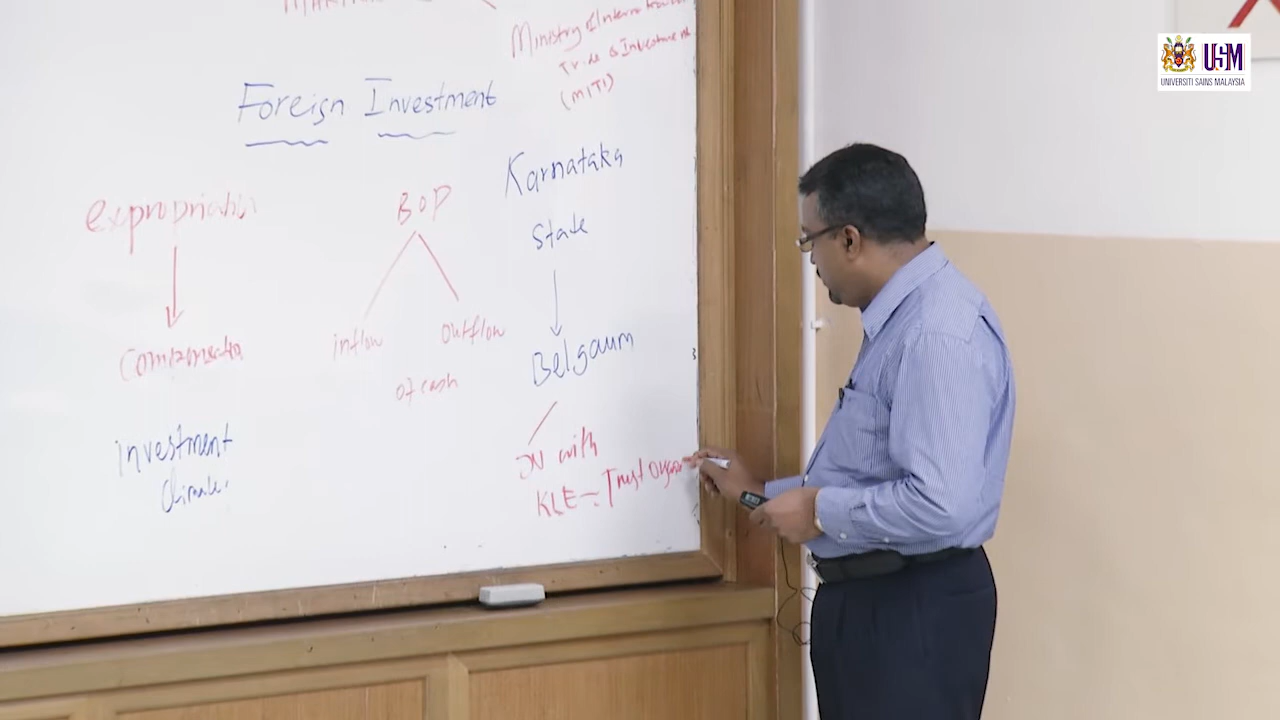 Ministry of International
Trade & Investment
(MITI)
Foreign Investment
expropriation
BOP
Karnataka
State
inflow
outflow
of cash
Compensatio
Belgaum
investment
climate.
JV with
KLE - Trust
USM
UNIVERSITI SAINS MALAYSIA